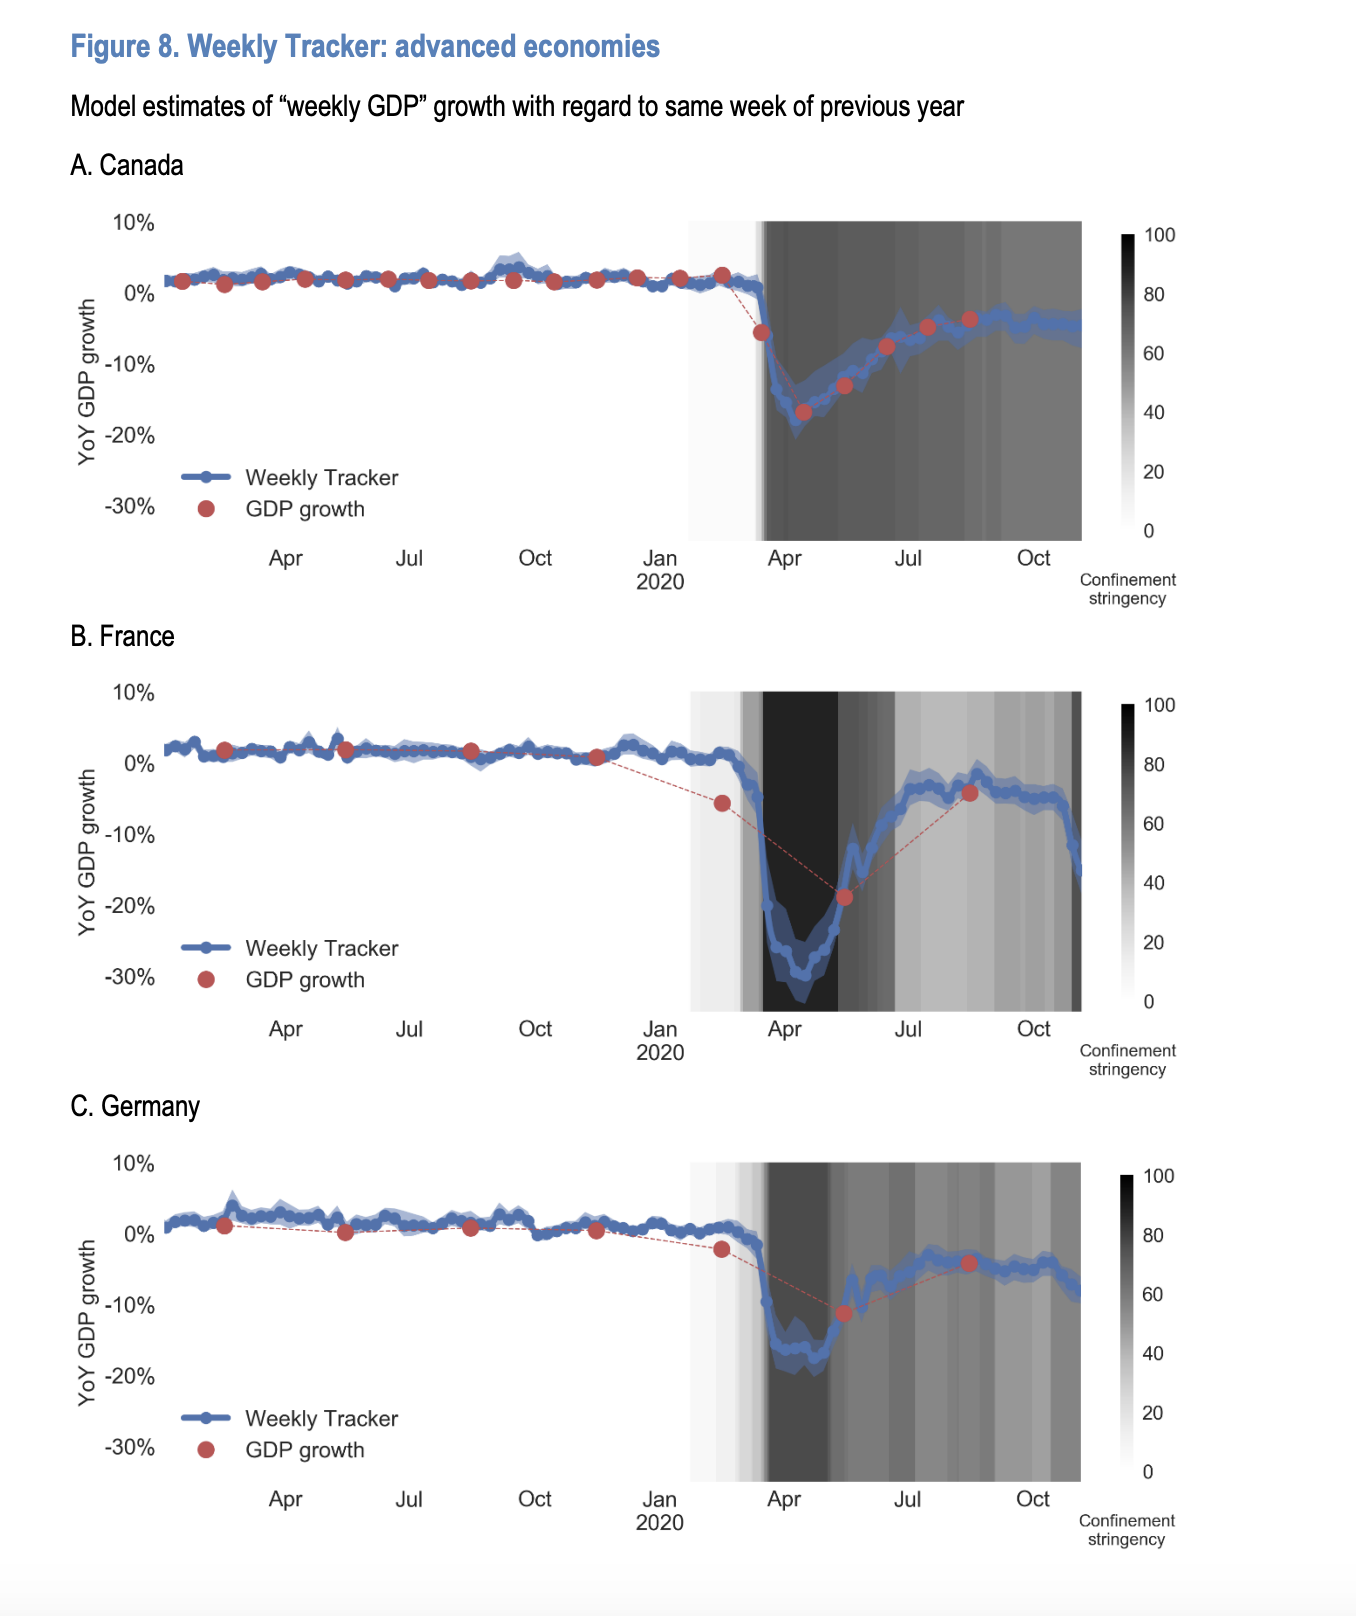 Figure 8. Weekly Tracker: advanced economies
Model estimates of “weekly GDP” growth with regard to same week of previous year
A. Canada
10%
0%
-10%
-20%
-30%
YoY GDP growth
Weekly Tracker
GDP growth
Apr Jul Oct Jan Apr Jul Oct
2020
100
80
60
40
20
0
Confinement
stringency
B. France
10%
0%
-10%
-20%
-30%
YoY GDP growth
Weekly Tracker
GDP growth
Apr Jul Oct Jan Apr Jul Oct
2020
100
80
60
40
20
0
Confinement
stringency
C. Germany
10%
0%
-10%
-20%
-30%
YoY GDP growth
Weekly Tracker
GDP growth
Apr Jul Oct Jan Apr Jul Oct
2020
100
80
60
40
20
0
Confinement
stringency